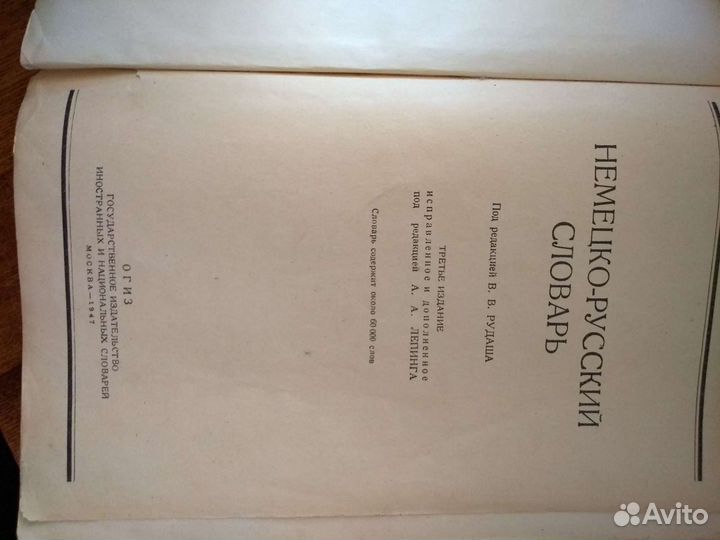 НЕМЕЦКО-РУССКИЙ
СЛОВАРЬ
Под редакцией В. В. РУДАША
ТРЕТЬЕ ИЗДАНИЕ
исправленное и дополненное
под редакцией А. А. ЛЕПИНГА
Словарь содержит около 60 000 слов
ОГИЗ
ГОСУДАРСТВЕННОЕ ИЗДАТЕЛЬСТВО
ИНОСТРАННЫХ И НАЦИОНАЛЬНЫХ СЛОВАРЕЙ
МОСКВА — 1947
Avito